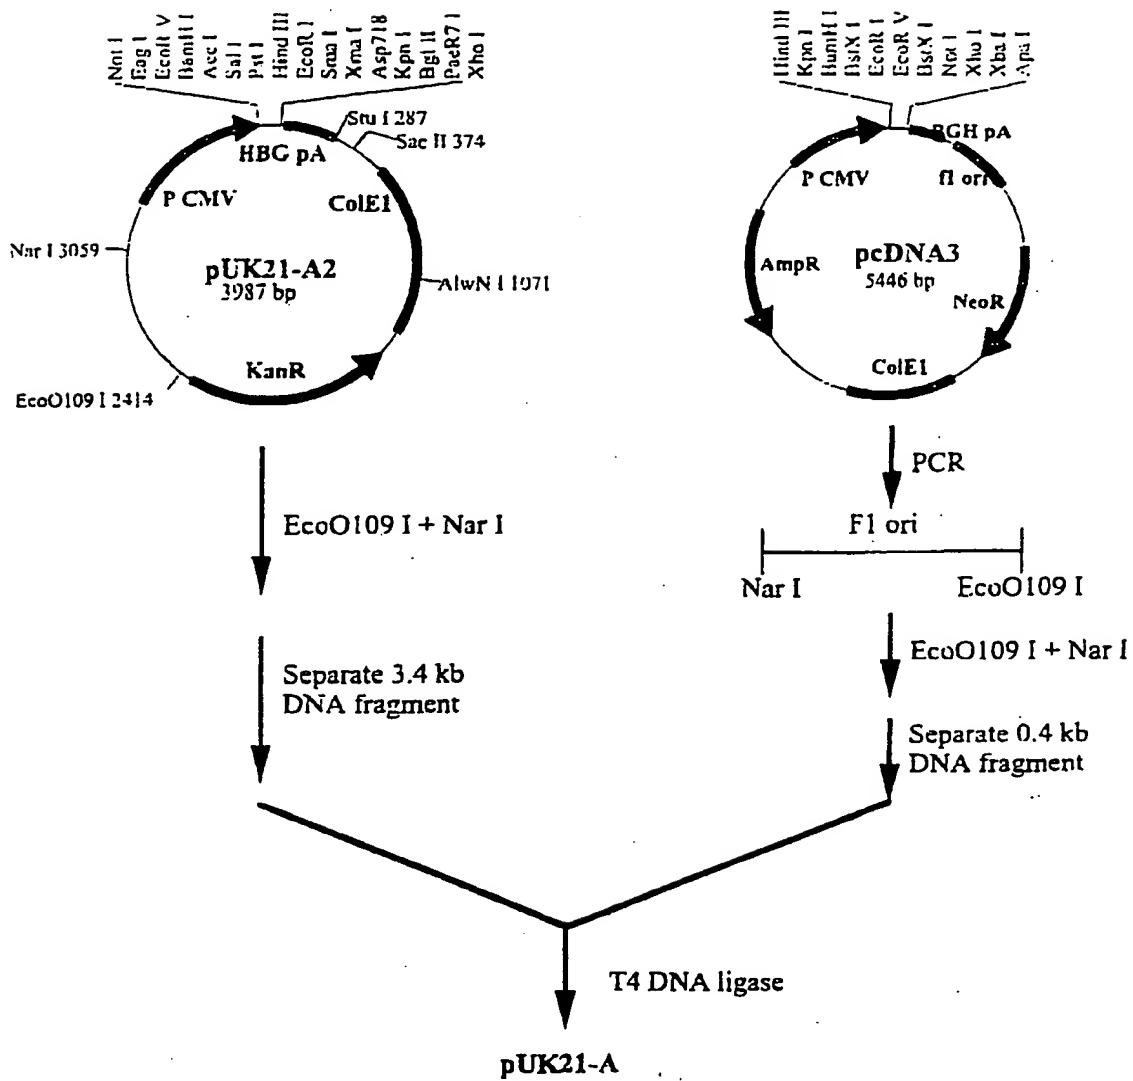 Not I
Eag I
EcoR V
BamH I
Acc I
Sal I
Pst I
Hind III
EcoR I
Sma I
Xma I
Asp718
Kpn I
Bgl II
PaeR7 I
Xho I
Stu I 287
Sac II 374
HBG pA
P CMV
ColE1
Nar I 3059
pUK21-A2
3987 bp
AlwN I 1071
KanR
EcoO109 I 2414
Hind III
Kpn I
BamH I
BstX I
EcoR I
EcoR V
BstX I
Not I
Xho I
Xba I
Apa I
BGH pA
P CMV
f1 ori
AmpR
pcDNA3
5446 bp
NeoR
ColE1
EcoO109 I + Nar I
Separate 3.4 kb
DNA fragment
PCR
F1 ori
Nar I
EcoO109 I
EcoO109 I + Nar I
Separate 0.4 kb
DNA fragment
T4 DNA ligase
pUK21-A